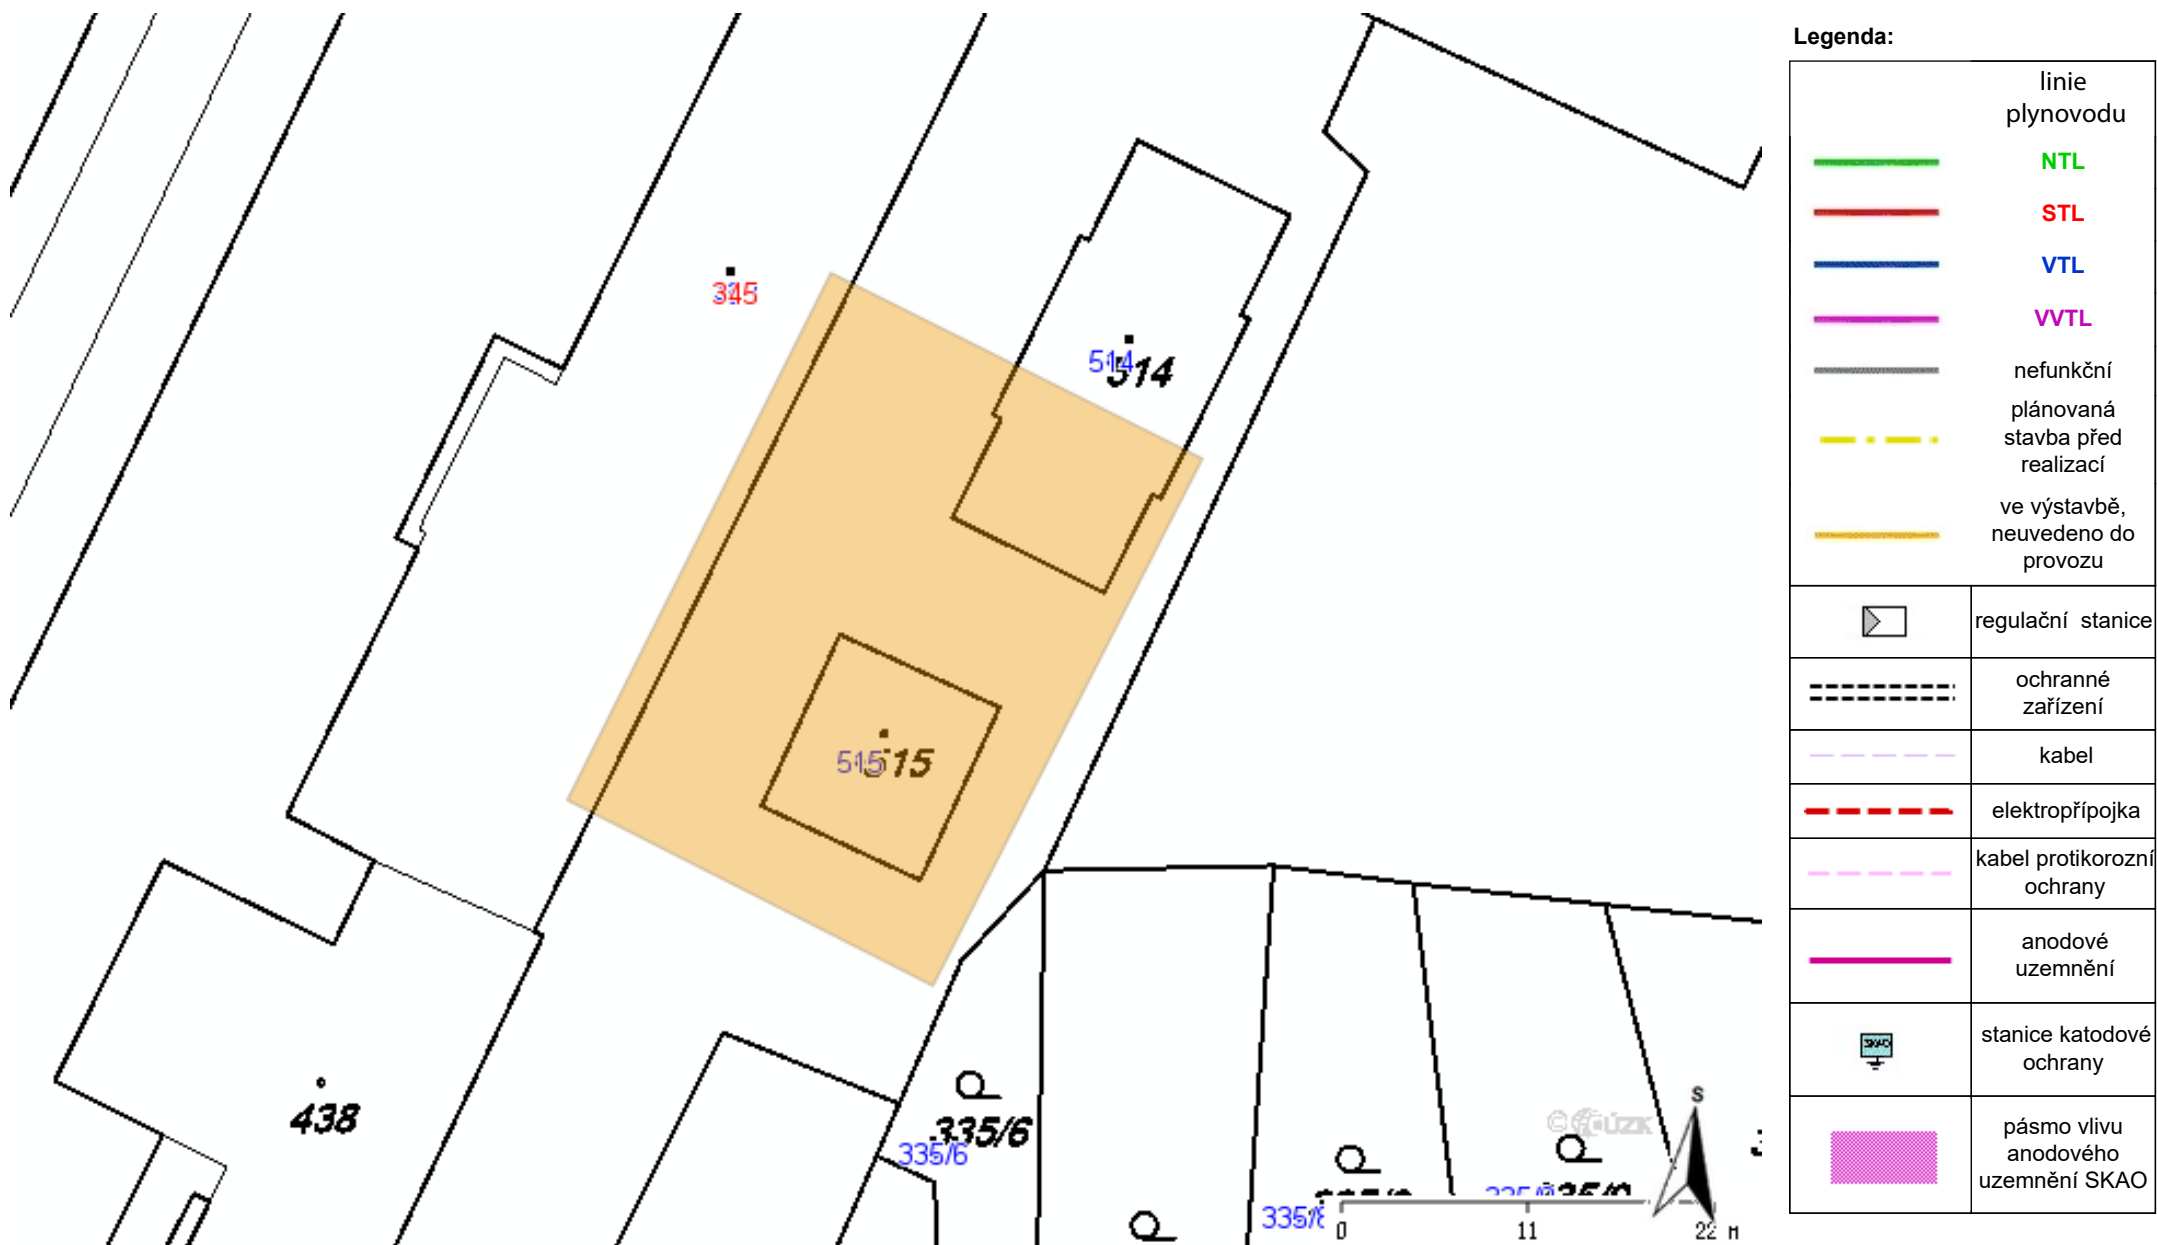 345
514
514
515
515
438
335/6
335/6
S
0
11
22 M
Legenda:
linie
plynovodu
NTL
STL
VTL
VVTL
nefunkční
plánovaná
stavba před
realizací
ve výstavbě,
neuvedeno do
provozu
regulační stanice
ochranné
zařízení
kabel
elektropřípojka
kabel protikorozní
ochrany
anodové
uzemnění
SKAO
stanice katodové
ochrany
pásmo vlivu
anodového
uzemnění SKAO